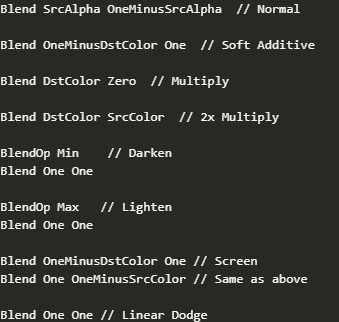 Blend SrcAlpha OneMinusSrcAlpha  // Normal
Blend OneMinusDstColor One  // Soft Additive
Blend DstColor Zero  // Multiply
Blend DstColor SrcColor  // 2x Multiply
BlendOp Min    // Darken
Blend One One
BlendOp Max   // Lighten
Blend One One
Blend OneMinusDstColor One // Screen
Blend One OneMinusSrcColor // Same as above
Blend One One // Linear Dodge